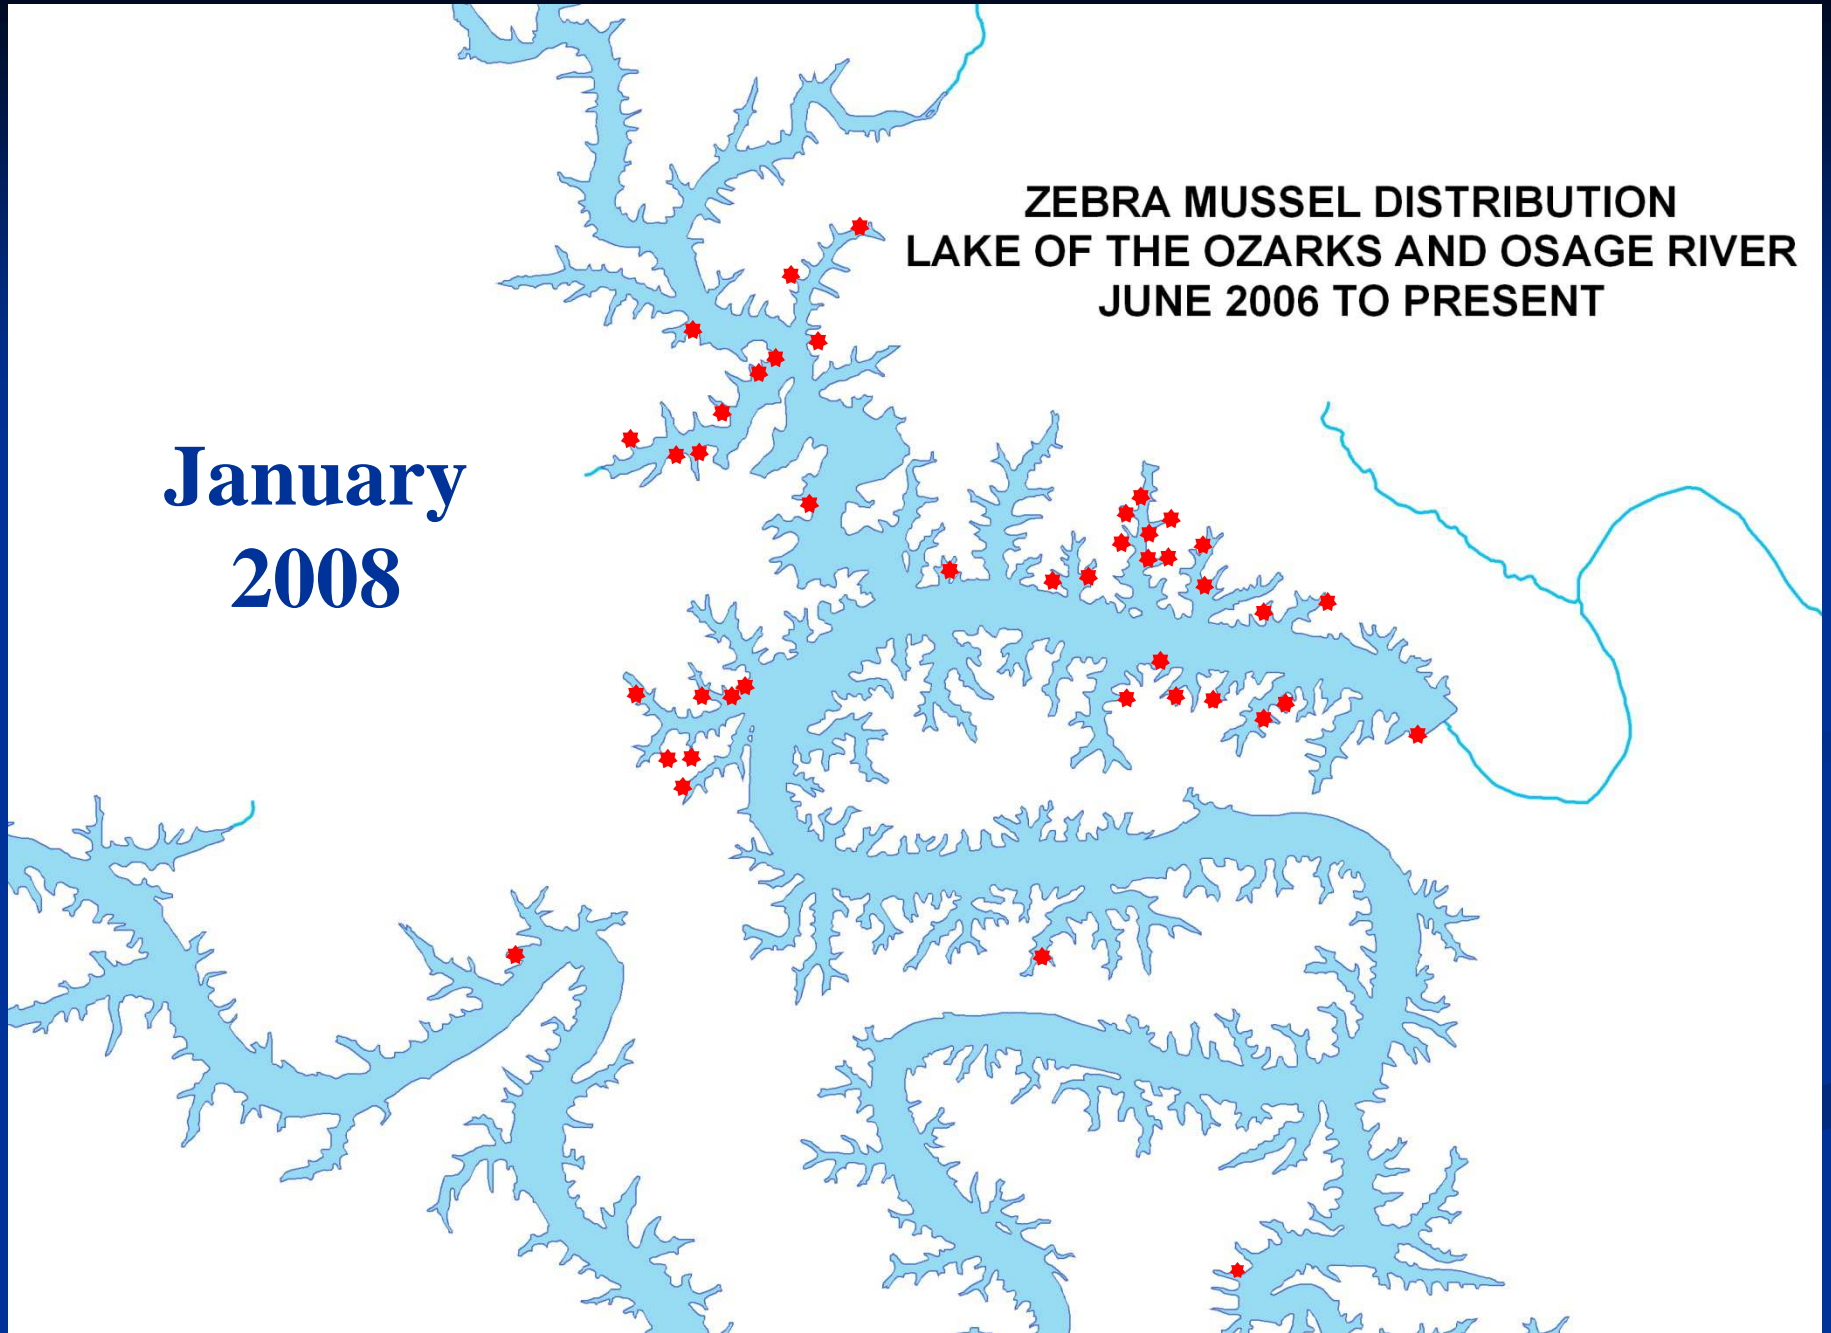 ZEBRA MUSSEL DISTRIBUTION
LAKE OF THE OZARKS AND OSAGE RIVER
JUNE 2006 TO PRESENT
January
2008